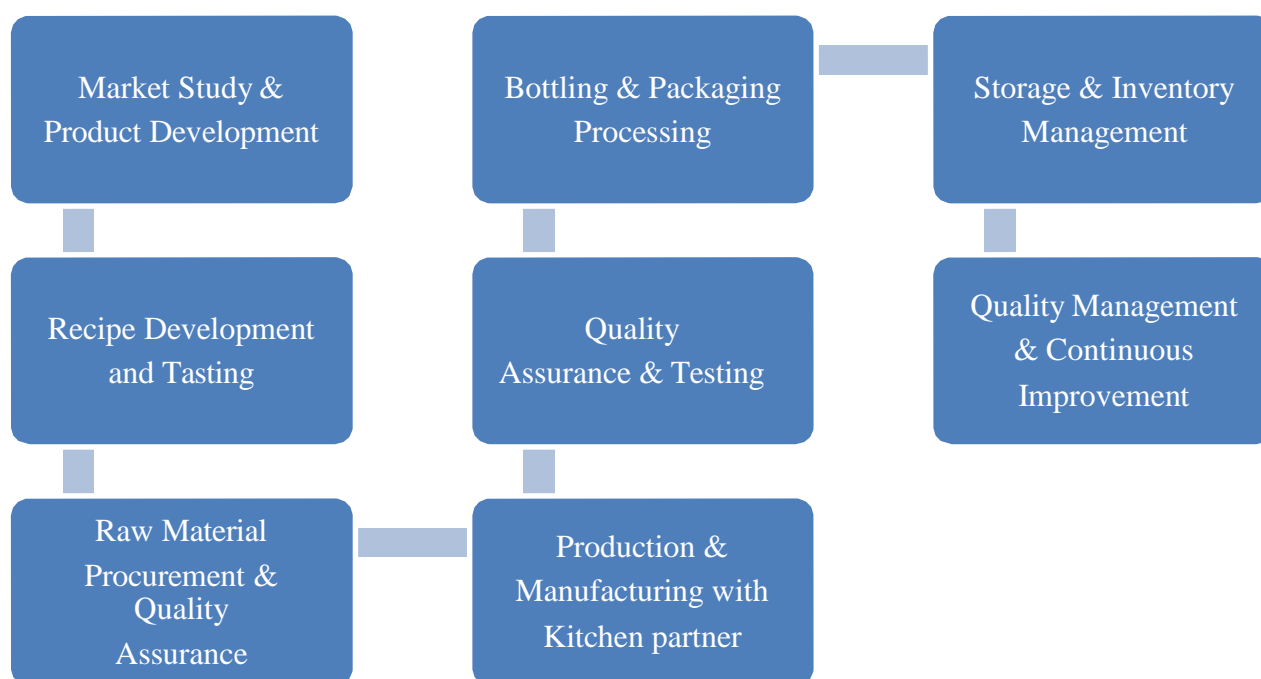 Market Study &
Product Development
Recipe Development
and Tasting
Raw Material
Procurement &
Quality
Assurance
Production &
Manufacturing with
Kitchen partner
Quality
Assurance & Testing
Bottling & Packaging
Processing
Storage & Inventory
Management
Quality Management
& Continuous
Improvement